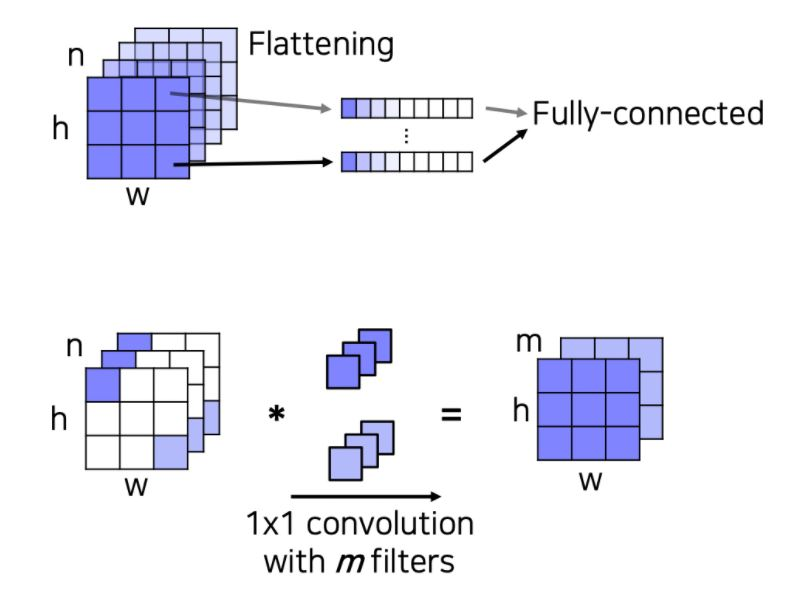 Flattening
n
h
w
⋮
Fully-connected
n
h
w
*
=
1x1 convolution
with m filters
m
h
w